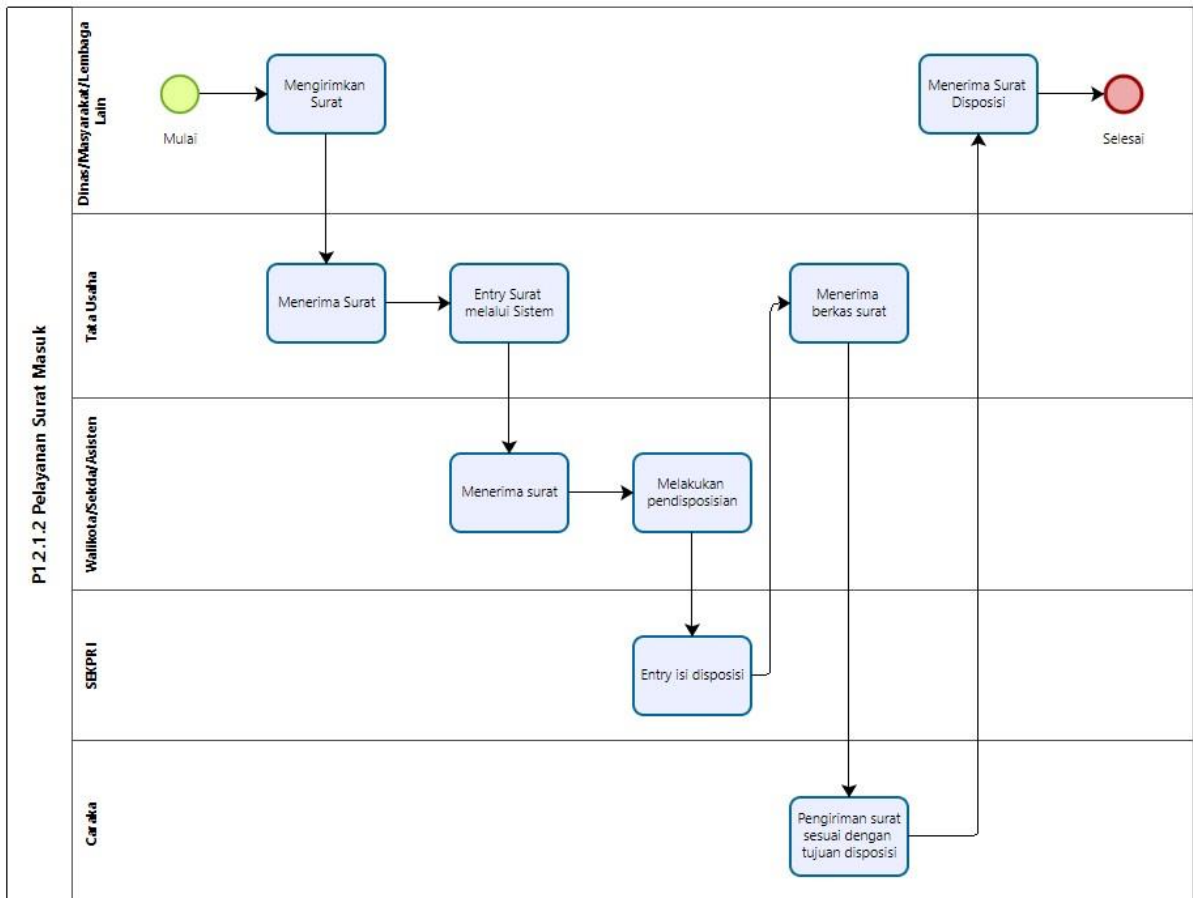 P1.2.1.2 Pelayanan Surat Masuk
Dinas/Masyarakat/Lembaga
Lain
Mulai
Mengirimkan
Surat
Menerima Surat
Disposisi
Selesai
Tata Usaha
Menerima Surat
Entry Surat
melalui Sistem
Menerima
berkas surat
Walikota/Sekda/Asisten
Menerima surat
Melakukan
pendisposisian
SEKPRI
Entry isi disposisi
Caraka
Pengiriman surat
sesuai dengan
tujuan disposisi